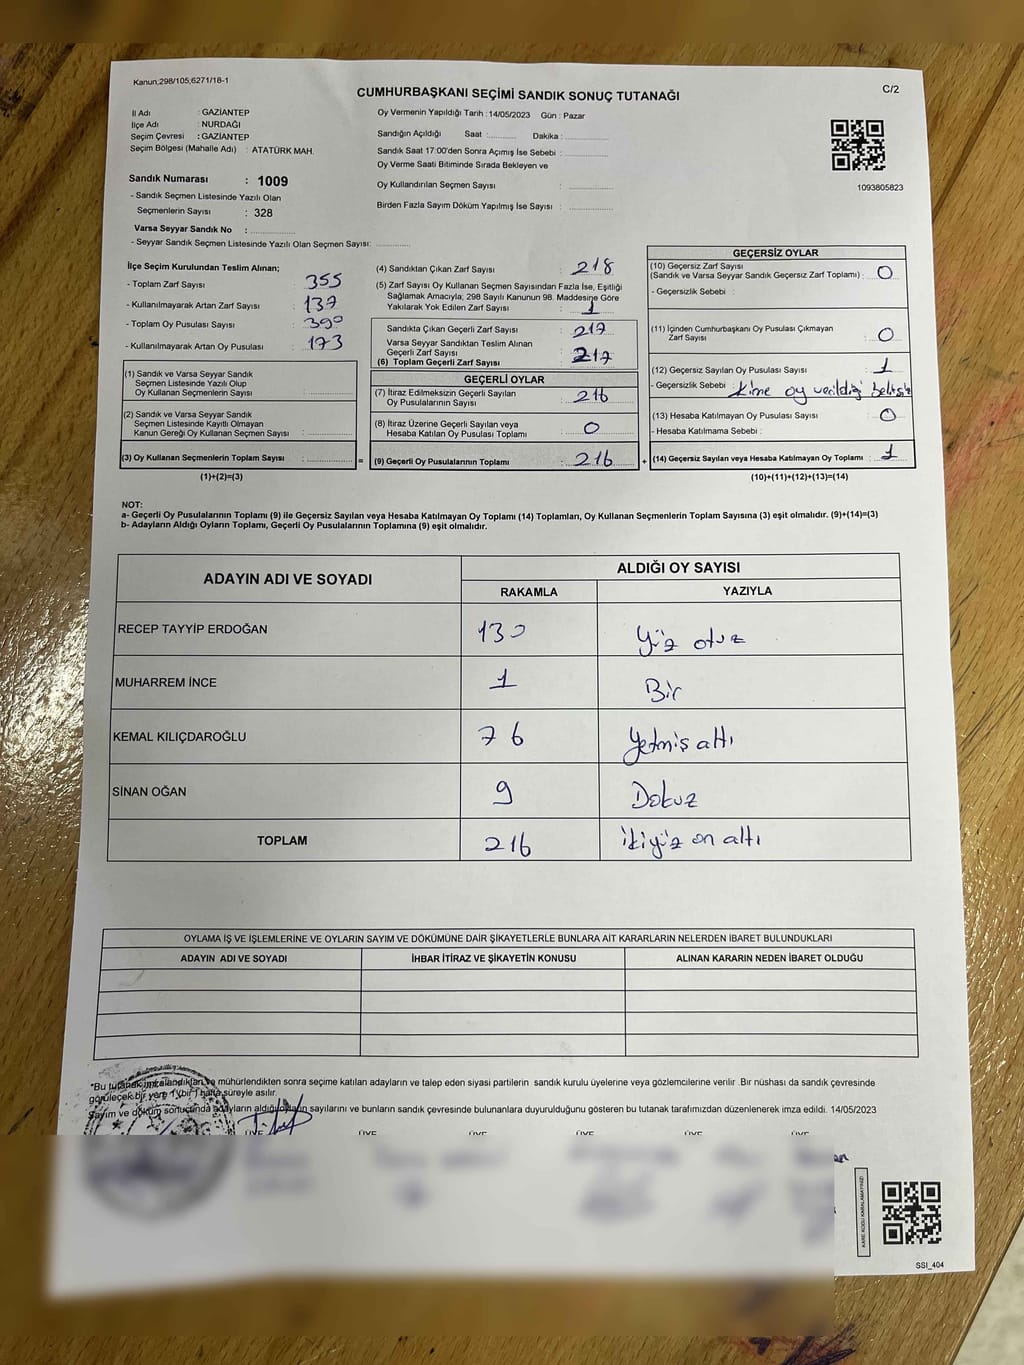 Kanun;298/105,6271/18-1
CUMHURBAŞKANI SEÇİMİ SANDIK SONUÇ TUTANAĞI
C/2
İl Adı : GAZİANTEP
İlçe Adı : NURDAĞI
Seçim Çevresi : GAZİANTEP
Seçim Bölgesi (Mahalle Adı) : ATATÜRK MAH.
Oy Vermenin Yapıldığı Tarih : 14/05/2023 Gün : Pazar
Sandığın Açıldığı Saat :.......... Dakika :................
Sandık Saat 17:00'den Sonra Açımış İse Sebebi :................
Oy Verme Saati Bitiminde Sırada Bekleyen ve
Oy Kullandırılan Seçmen Sayısı :................
Birden Fazla Sayım Döküm Yapılmış İse Sayısı :................
1093805823
Sandık Numarası : 1009
- Sandık Seçmen Listesinde Yazılı Olan
Seçmenlerin Sayısı : 328
Varsa Seyyar Sandık No :................
- Seyyar Sandık Seçmen Listesinde Yazılı Olan Seçmen Sayısı: ............
İlçe Seçim Kurulundan Teslim Alınan;
- Toplam Zarf Sayısı : 355
- Kullanılmayarak Artan Zarf Sayısı : 137
- Toplam Oy Pusulası Sayısı : 390
- Kullanılmayarak Artan Oy Pusulası : 173
(1) Sandık ve Varsa Seyyar Sandık
Seçmen Listesinde Yazılı Olup
Oy Kullanan Seçmenlerin Sayısı :................
(2) Sandık ve Varsa Seyyar Sandık
Seçmen Listesinde Kayıtlı Olmayan
Kanun Gereği Oy Kullanan Seçmen Sayısı :................
(3) Oy Kullanan Seçmenlerin Toplam Sayısı :................
(1)+(2)=(3)
=
(4) Sandıktan Çıkan Zarf Sayısı : 218
(5) Zarf Sayısı Oy Kullanan Seçmen Sayısından Fazla İse, Eşitliği
Sağlamak Amacıyla; 298 Sayılı Kanunun 98. Maddesine Göre
Yakılarak Yok Edilen Zarf Sayısı : 1
Sandıkta Çıkan Geçerli Zarf Sayısı : 217
Varsa Seyyar Sandıktan Teslim Alınan
Geçerli Zarf Sayısı
(6) Toplam Geçerli Zarf Sayısı : 217
GEÇERLİ OYLAR
(7) İtiraz Edilmeksizin Geçerli Sayılan
Oy Pusulalarının Sayısı : 216
(8) İtiraz Üzerine Geçerli Sayılan veya
Hesaba Katılan Oy Pusulası Toplamı : 0
(9) Geçerli Oy Pusulalarının Toplamı : 216
+
GEÇERSİZ OYLAR
(10) Geçersiz Zarf Sayısı
(Sandık ve Varsa Seyyar Sandık Geçersiz Zarf Toplamı) : 0
- Geçersizlik Sebebi :
(11) İçinden Cumhurbaşkanı Oy Pusulası Çıkmayan
Zarf Sayısı : 0
(12) Geçersiz Sayılan Oy Pusulası Sayısı : 1
- Geçersizlik Sebebi : Kime oy verildiği belirsiz
(13) Hesaba Katılmayan Oy Pusulası Sayısı : 0
- Hesaba Katılmama Sebebi :
(14) Geçersiz Sayılan veya Hesaba Katılmayan Oy Toplamı : 1
(10)+(11)+(12)+(13)=(14)
NOT:
a- Geçerli Oy Pusulalarının Toplamı (9) ile Geçersiz Sayılan veya Hesaba Katılmayan Oy Toplamı (14) Toplamları, Oy Kullanan Seçmenlerin Toplam Sayısına (3) eşit olmalıdır. (9)+(14)=(3)
b- Adayların Aldığı Oyların Toplamı, Geçerli Oy Pusulalarının Toplamına (9) eşit olmalıdır.
ADAYIN ADI VE SOYADI
ALDIĞI OY SAYISI
RAKAMLA YAZIYLA
RECEP TAYYİP ERDOĞAN 130 Yüz otuz
MUHARREM İNCE 1 Bir
KEMAL KILIÇDAROĞLU 76 Yetmiş altı
SİNAN OĞAN 9 Dokuz
TOPLAM 216 ikiyüz on altı
OYLAMA İŞ VE İŞLEMLERİNE VE OYLARIN SAYIM VE DÖKÜMÜNE DAİR ŞİKAYETLERLE BUNLARA AİT KARARLARIN NELERDEN İBARET BULUNDUKLARI
ADAYIN ADI VE SOYADI İHBAR İTİRAZ VE ŞİKAYETİN KONUSU ALINAN KARARIN NEDEN İBARET OLDUĞU
*Bu tutanak imzalandıktan ve mühürlendikten sonra seçime katılan adayların ve talep eden siyasi partilerin sandık kurulu üyelerine veya gözlemcilerine verilir. Bir nüshası da sandık çevresinde
görülecek bir yere 1 (bir) hafta süreyle asılır.
Sayım ve döküm sonucunda adayların aldığı oyların sayılarını ve bunların sandık çevresinde bulunanlara duyurulduğunu gösteren bu tutanak tarafımızdan düzenlenerek imza edildi. 14/05/2023
ÜYE ÜYE ÜYE ÜYE ÜYE ÜYE
KARE KODU KARALAMAYINIZ!
SSI_404